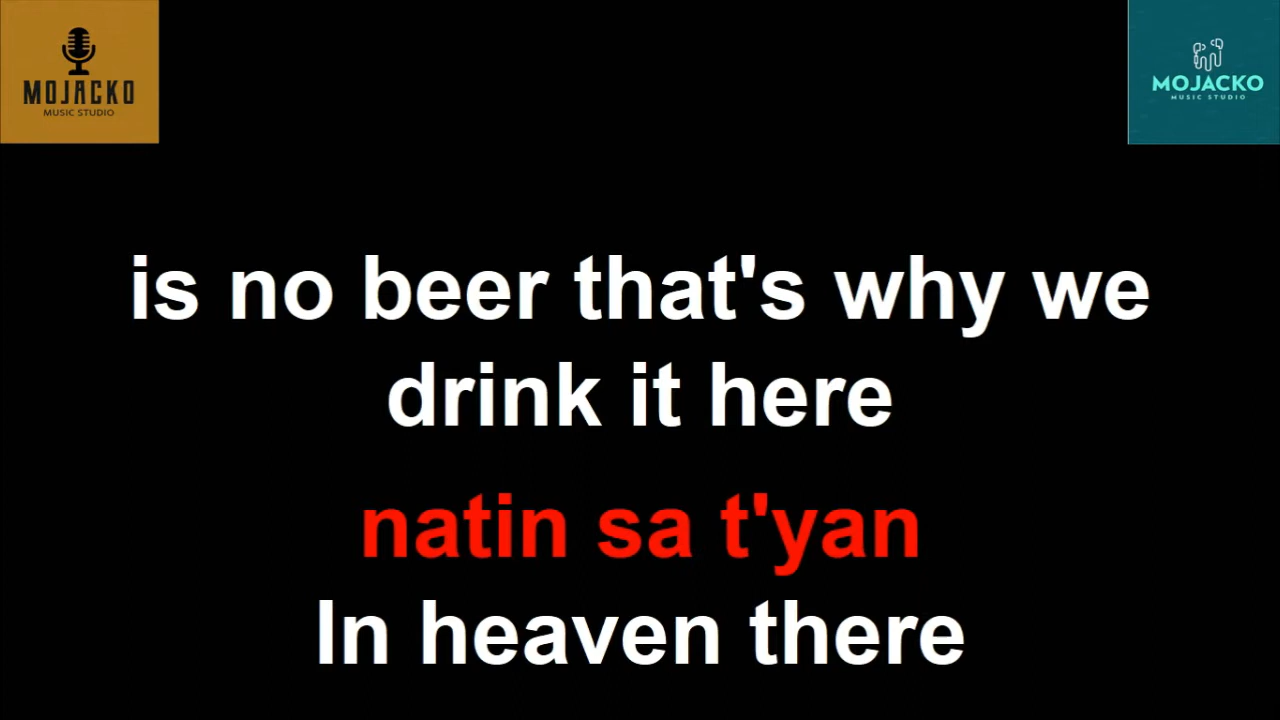 MOJACKO
MUSIC STUDIO
MOJACKO
MUSIC STUDIO
is no beer that's why we
drink it here
natin sa t'yan
In heaven there